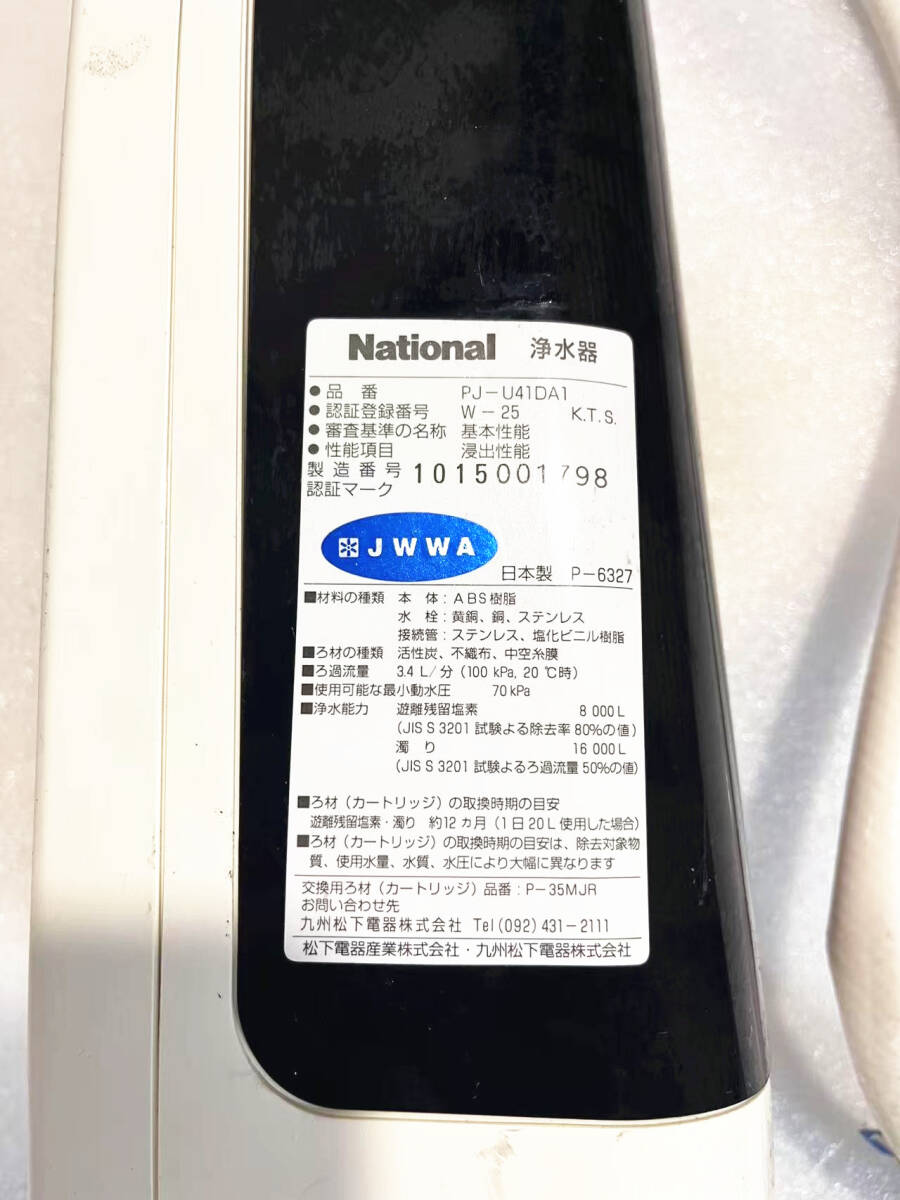 National 浄水器
●品 番 PJ-U41DA1
●認証登録番号 W-25 K.T.S.
●審査基準の名称 基本性能
●性能項目 浸出性能
製造番号 1015001798
認証マーク
JWWA
日本製 P-6327
■材料の種類 本 体:ABS樹脂
水 栓:黄銅、銅、ステンレス
接続管:ステンレス、塩化ビニル樹脂
■ろ材の種類 活性炭、不織布、中空糸膜
■ろ過流量 3.4 L/分(100 kPa, 20 ℃時)
■使用可能な最小動水圧 70 kPa
■浄水能力 遊離残留塩素 8 000 L
(JIS S 3201 試験よる除去率 80%の値)
濁 り 16 000 L
(JIS S 3201 試験よるろ過流量 50%の値)
■ろ材(カートリッジ)の取換時期の目安
遊離残留塩素・濁り 約12ヵ月(1日20L使用した場合)
■ろ材(カートリッジ)の取換時期の目安は、除去対象物
質、使用水量、水質、水圧により大幅に異なります
交換用ろ材(カートリッジ)品番:P-35MJR
お問い合わせ先
九州松下電器株式会社 Tel(092)431-2111
松下電器産業株式会社・九州松下電器株式会社